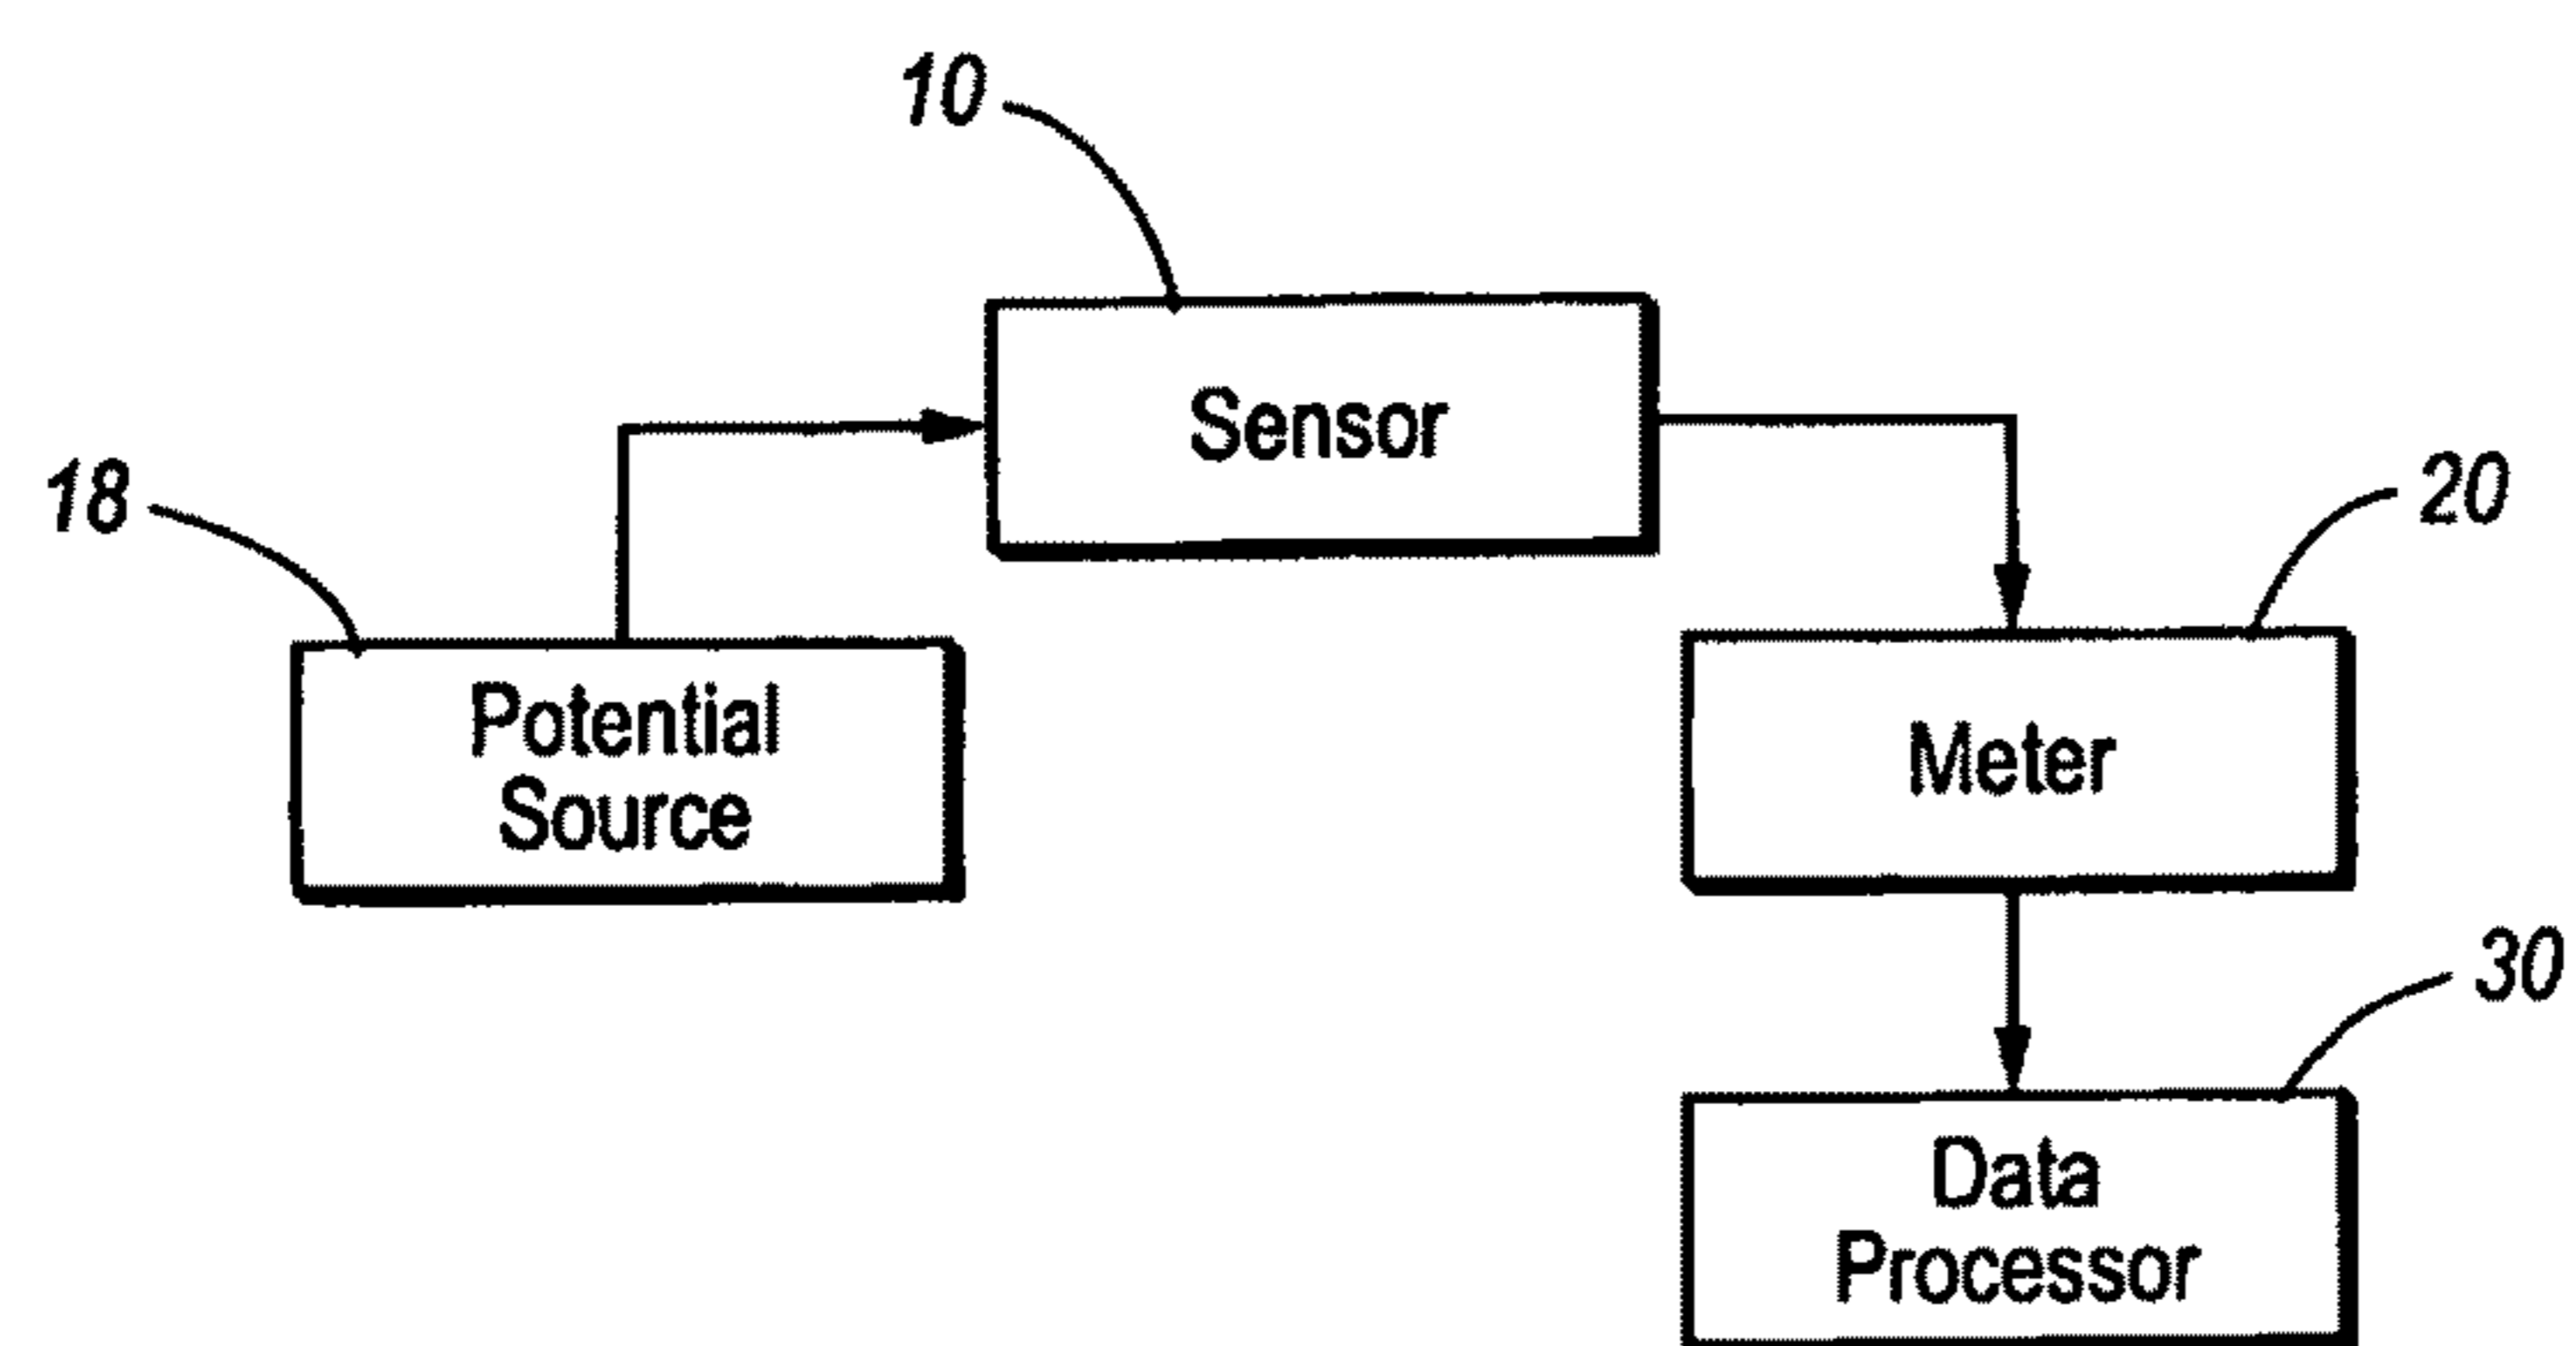 10
Sensor
18
20
Potential
Source
Meter
30
Data
Processor